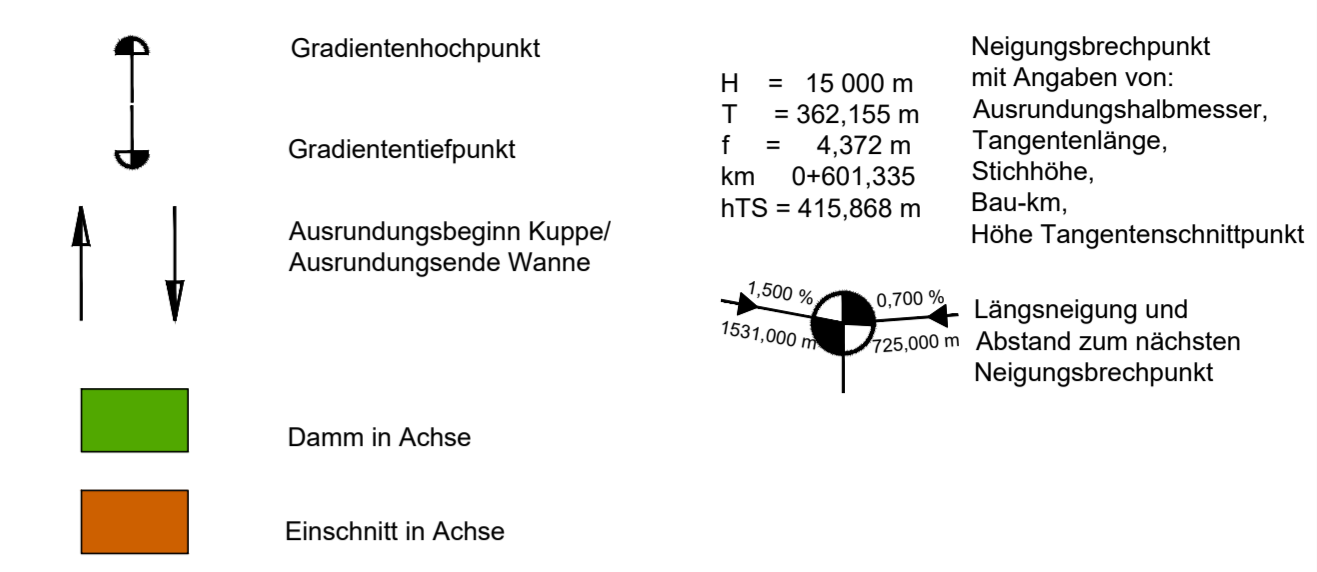 Gradientenhochpunkt
Gradiententiefpunkt
Ausrundungsbeginn Kuppe/
Ausrundungsende Wanne
Damm in Achse
Einschnitt in Achse
H = 15 000 m
T = 362,155 m
f = 4,372 m
km 0+601,335
hTS = 415,868 m
Neigungsbrechpunkt
mit Angaben von:
Ausrundungshalbmesser,
Tangentenlänge,
Stichhöhe,
Bau-km,
Höhe Tangentenschnittpunkt
1,500 %
1531,000 m
0,700 %
725,000 m
Längsneigung und
Abstand zum nächsten
Neigungsbrechpunkt